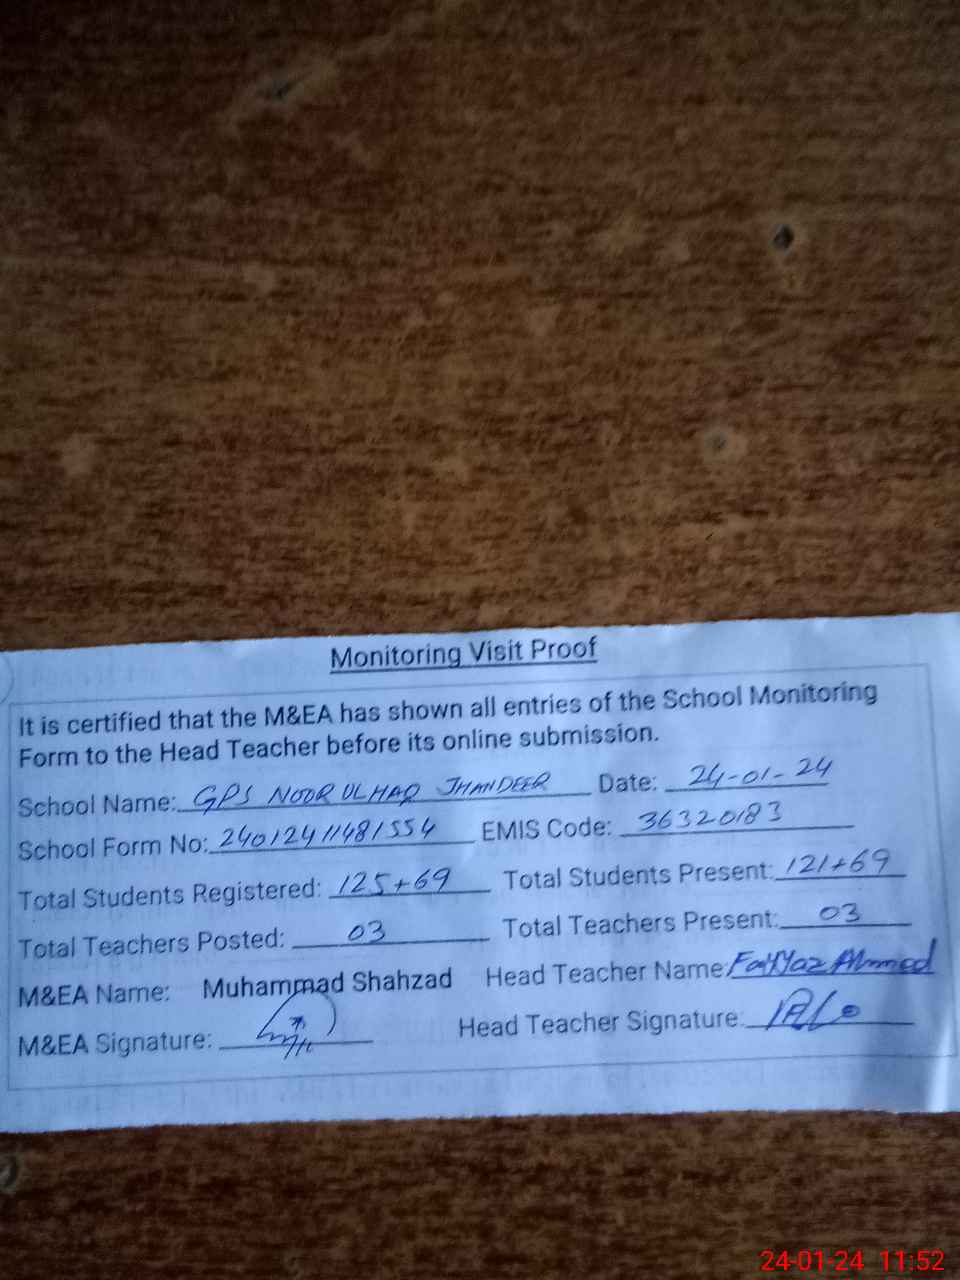 Monitoring Visit Proof
It is certified that the M&EA has shown all entries of the School Monitoring
Form to the Head Teacher before its online submission.
School Name: GPS NOOR UL HAQ JHANDEER Date: 24-01-24
School Form No: 24012411481554 EMIS Code: 36320183
Total Students Registered: 125+69 Total Students Present: 121+69
Total Teachers Posted: 03 Total Teachers Present: 03
M&EA Name: Muhammad Shahzad Head Teacher Name: Ahmed
M&EA Signature: Head Teacher Signature:
24-01-24 11:52